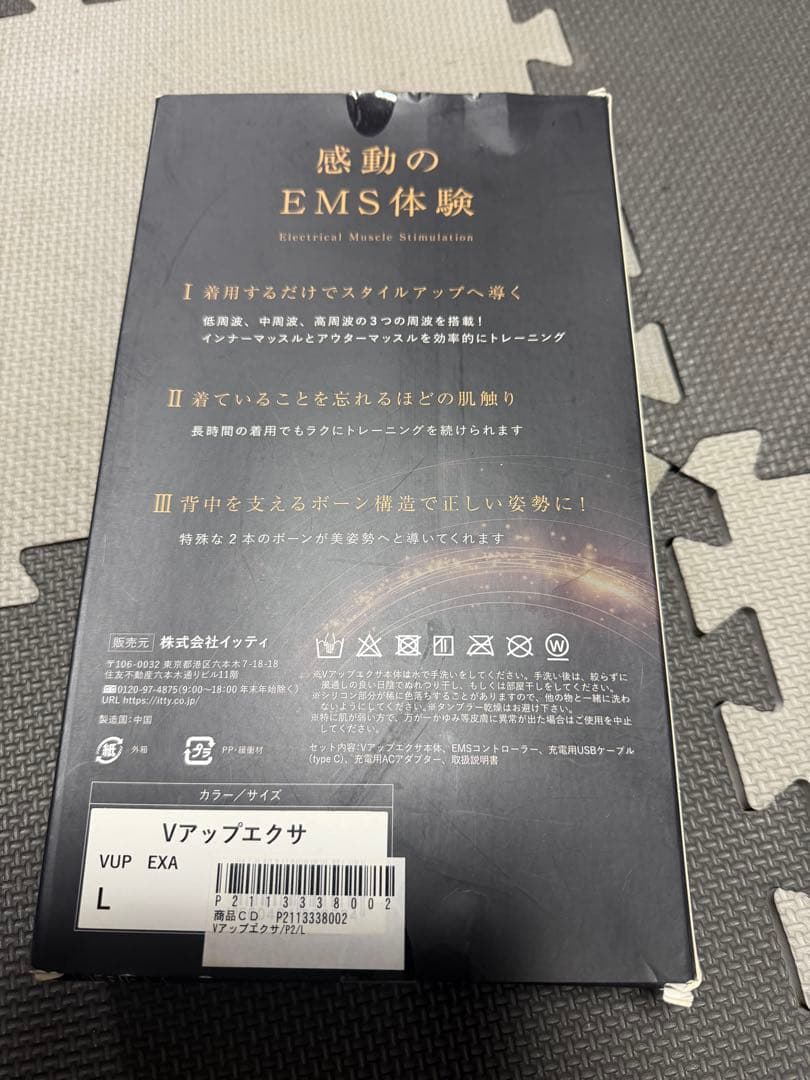 感動の
EMS体験
Electrical Muscle Stimulation
Ⅰ 着用するだけでスタイルアップへ導く
低周波、中周波、高周波の3つの周波を搭載!
インナーマッスルとアウターマッスルを効率的にトレーニング
Ⅱ 着ていることを忘れるほどの肌触り
長時間の着用でもラクにトレーニングを続けられます
Ⅲ 背中を支えるボーン構造で正しい姿勢に!
特殊な2本のボーンが美姿勢へと導いてくれます
販売元 株式会社イッティ
〒106-0032 東京都港区六本木7-18-18
住友不動産六本木通りビル11階
0120-97-4875(9:00~18:00 年末年始除く)
URL https://itty.co.jp/
製造国:中国
紙 外箱
プラ PP・緩衝材
W
※Vアップエクサ本体は水で手洗いをしてください。手洗い後は、絞らずに
風通しの良い日陰でぬれつり干し、もしくは部屋干しをしてください。
※シリコン部分が稀に色落ちすることがありますので、他の物と一緒に洗わ
ないようにしてください。※タンブラー乾燥はお避け下さい。
※特に肌が弱い方で、万が一かゆみ等皮膚に異常が出た場合はご使用を中止
してください。
セット内容:Vアップエクサ本体、EMSコントローラー、充電用USBケーブル
(type C)、充電用ACアダプター、取扱説明書
カラー/サイズ
Vアップエクサ
VUP EXA
L
P2113338002
商品CD P2113338002
Vアップエクサ/P2/L